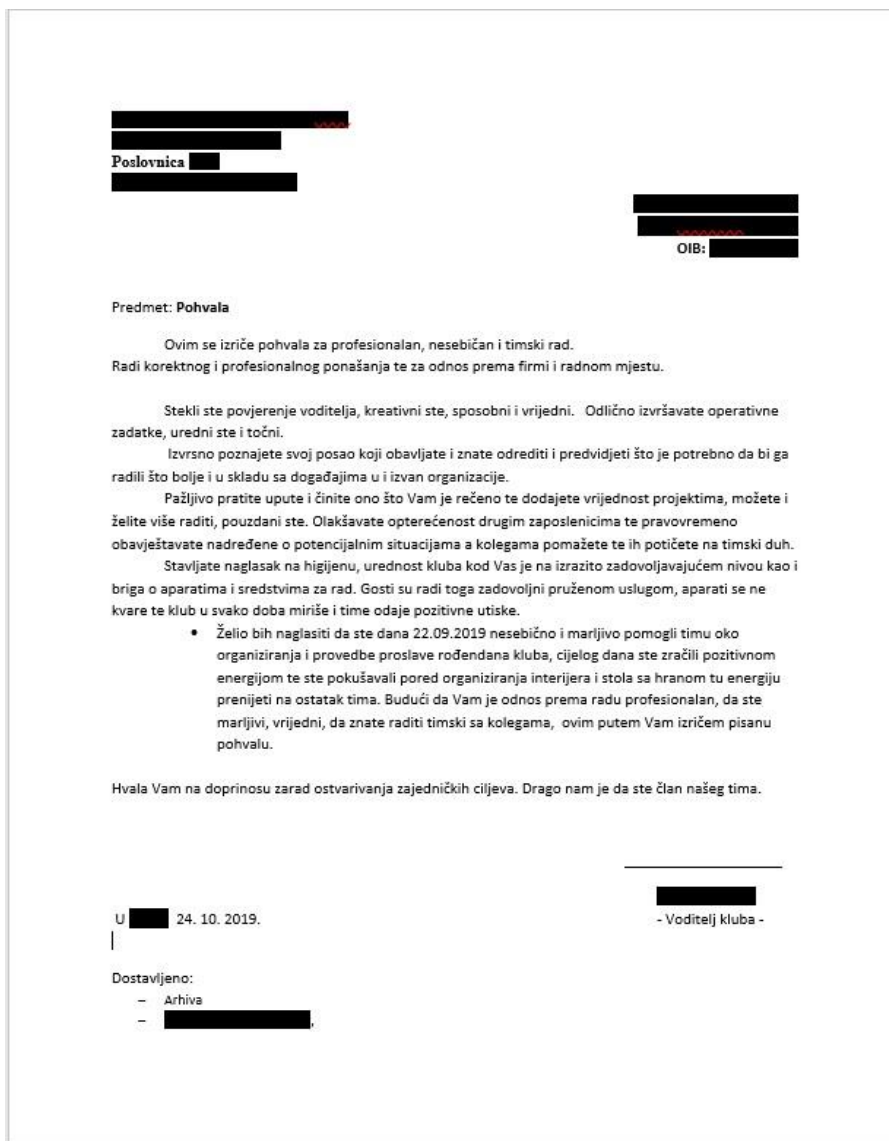 Poslovnica
OIB:
Predmet: Pohvala
Ovim se izriče pohvala za profesionalan, nesebičan i timski rad.
Radi korektnog i profesionalnog ponašanja te za odnos prema firmi i radnom mjestu.
Stekli ste povjerenje voditelja, kreativni ste, sposobni i vrijedni. Odlično izvršavate operativne
zadatke, uredni ste i točni.
Izvrsno poznajete svoj posao koji obavljate i znate odrediti i predvidjeti što je potrebno da bi ga
radili što bolje i u skladu sa događajima u i izvan organizacije.
Pažljivo pratite upute i činite ono što Vam je rečeno te dodajete vrijednost projektima, možete i
želite više raditi, pouzdani ste. Olakšavate opterećenost drugim zaposlenicima te pravovremeno
obavještavate nadređene o potencijalnim situacijama a kolegama pomažete te ih potičete na timski duh.
Stavljate naglasak na higijenu, urednost kluba kod Vas je na izrazito zadovoljavajućem nivou kao i
briga o aparatima i sredstvima za rad. Gosti su radi toga zadovoljni pruženom uslugom, aparati se ne
kvare te klub u svako doba miriše i time odaje pozitivne utiske.
• Želio bih naglasiti da ste dana 22.09.2019 nesebično i marljivo pomogli timu oko
organiziranja i provedbe proslave rođendana kluba, cijelog dana ste zračili pozitivnom
energijom te ste pokušavali pored organiziranja interijera i stola sa hranom tu energiju
prenijeti na ostatak tima. Budući da Vam je odnos prema radu profesionalan, da ste
marljivi, vrijedni, da znate raditi timski sa kolegama, ovim putem Vam izričem pisanu
pohvalu.
Hvala Vam na doprinosu zarad ostvarivanja zajedničkih ciljeva. Drago nam je da ste član našeg tima.
U 24. 10. 2019.
- Voditelj kluba -
Dostavljeno:
– Arhiva
– ,